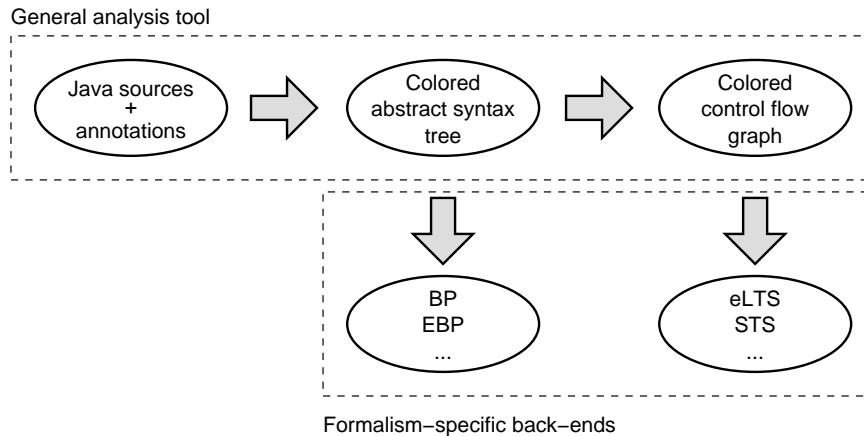 General analysis tool
Java sources
+
annotations
Colored
abstract syntax
tree
Colored
control flow
graph
BP
EBP
...
eLTS
STS
...
Formalism−specific back−ends